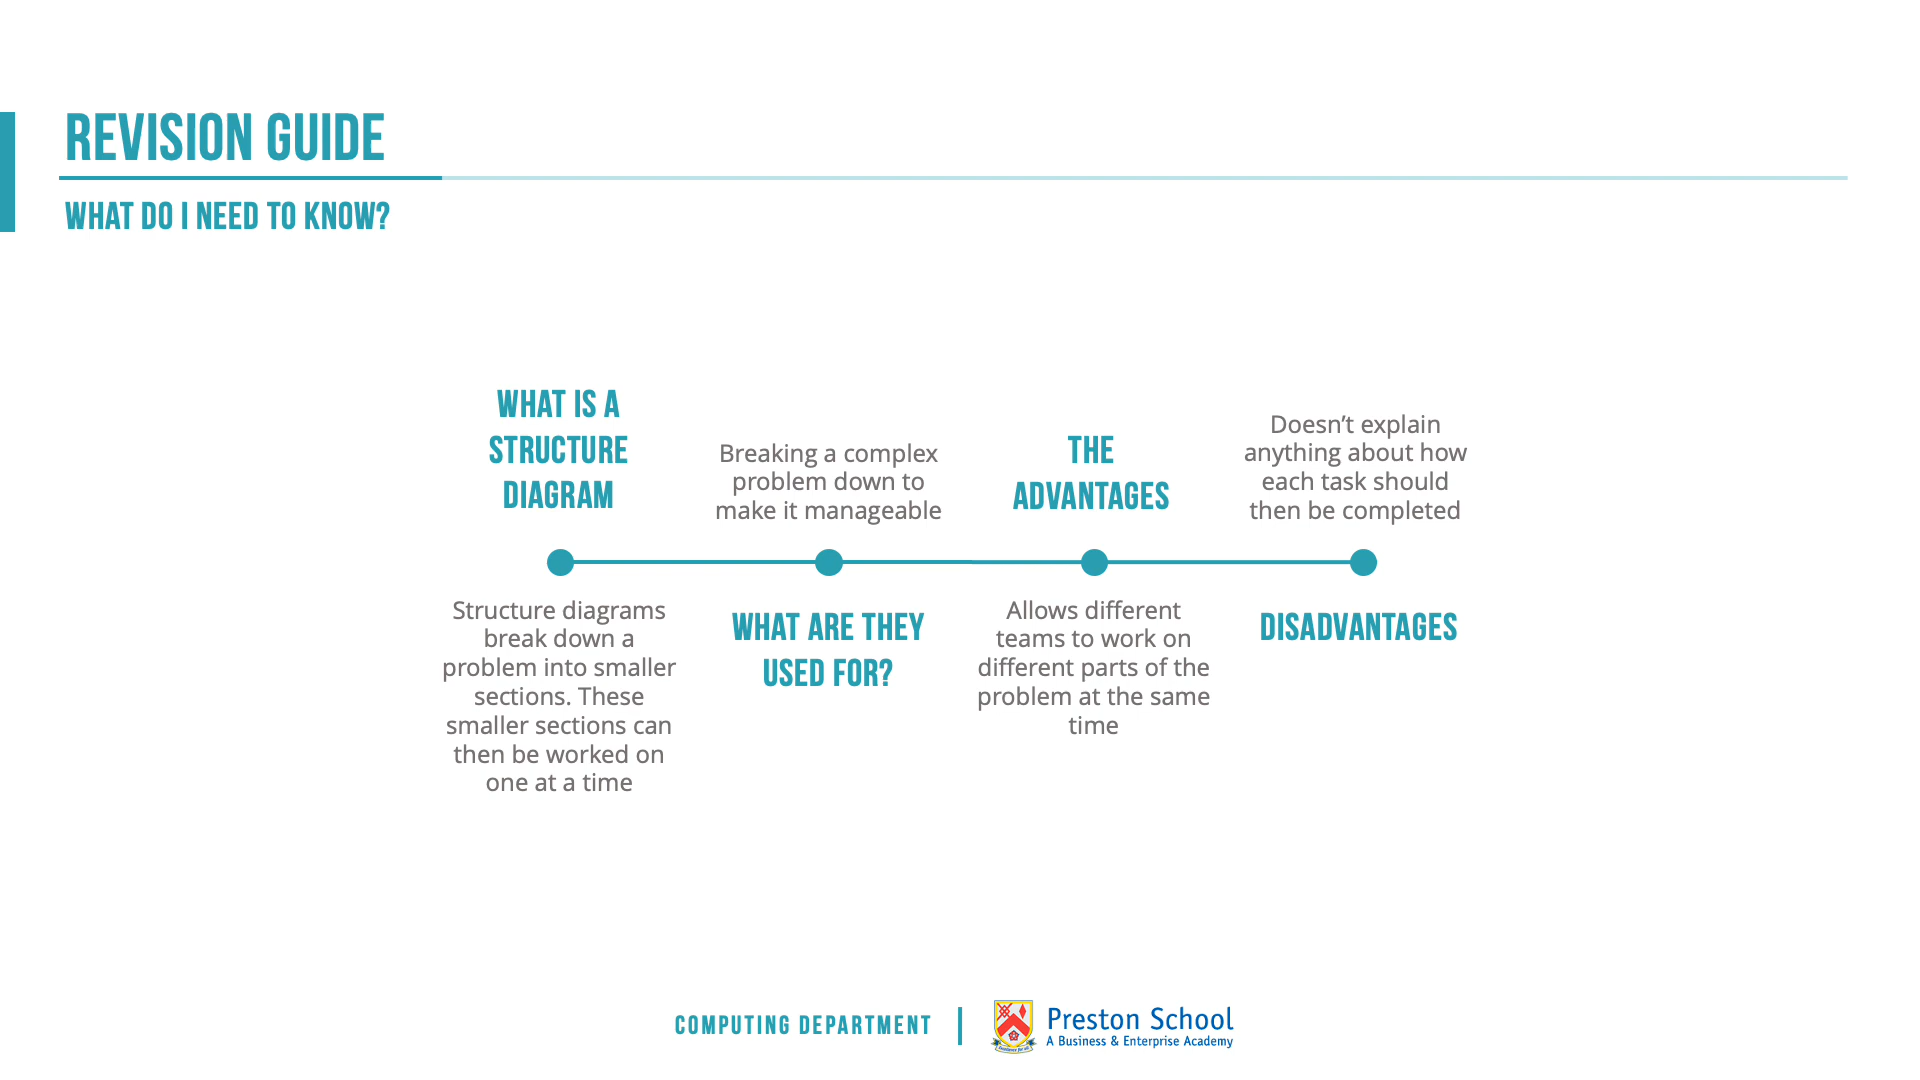 REVISION GUIDE
WHAT DO I NEED TO KNOW?
WHAT IS A
STRUCTURE
DIAGRAM
Structure diagrams
break down a
problem into smaller
sections. These
smaller sections can
then be worked on
one at a time
Breaking a complex
problem down to
make it manageable
WHAT ARE THEY
USED FOR?
THE
ADVANTAGES
Allows different
teams to work on
different parts of the
problem at the same
time
Doesn’t explain
anything about how
each task should
then be completed
DISADVANTAGES
COMPUTING DEPARTMENT
Preston School
A Business & Enterprise Academy